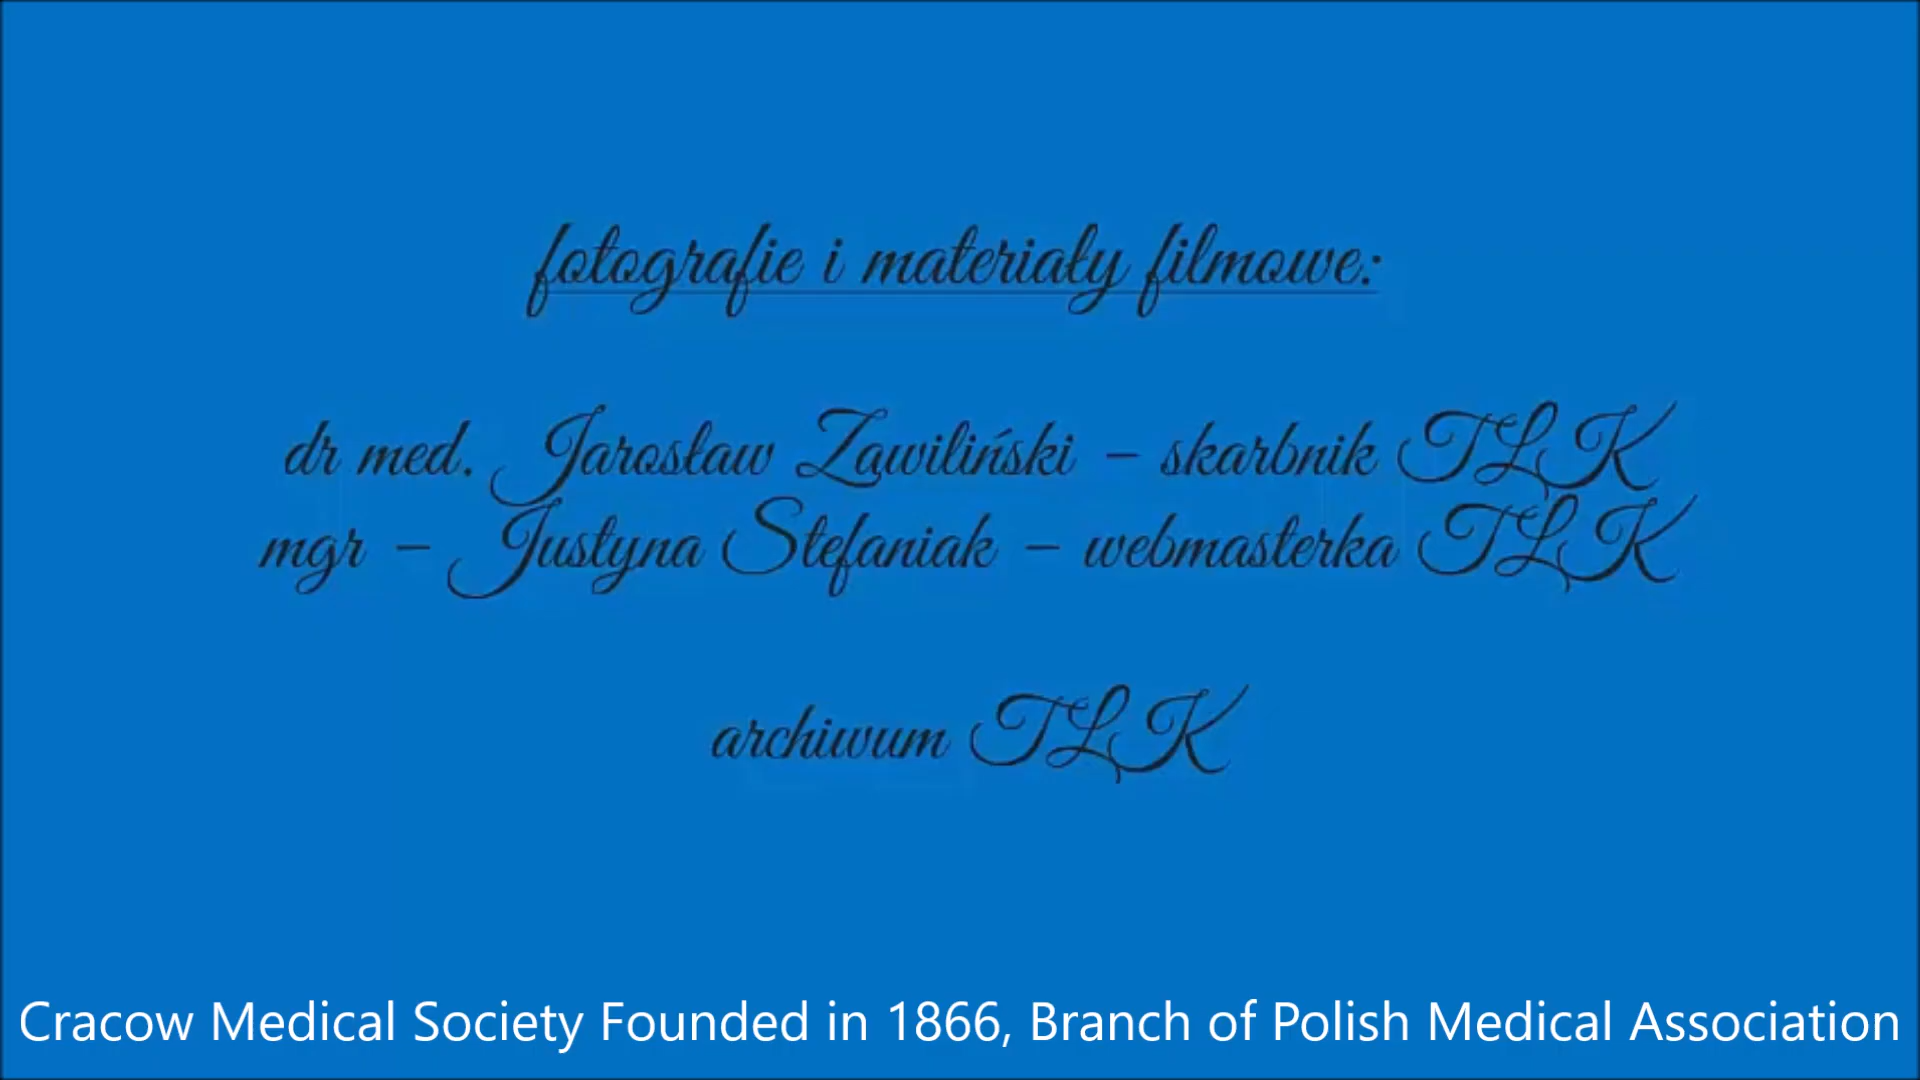 fotografie i materiały filmowe:
dr med. Jarosław Zawiliński – skarbnik TLK
mgr – Justyna Stefaniak – webmasterka TLK
archiwum TLK
Cracow Medical Society Founded in 1866, Branch of Polish Medical Association